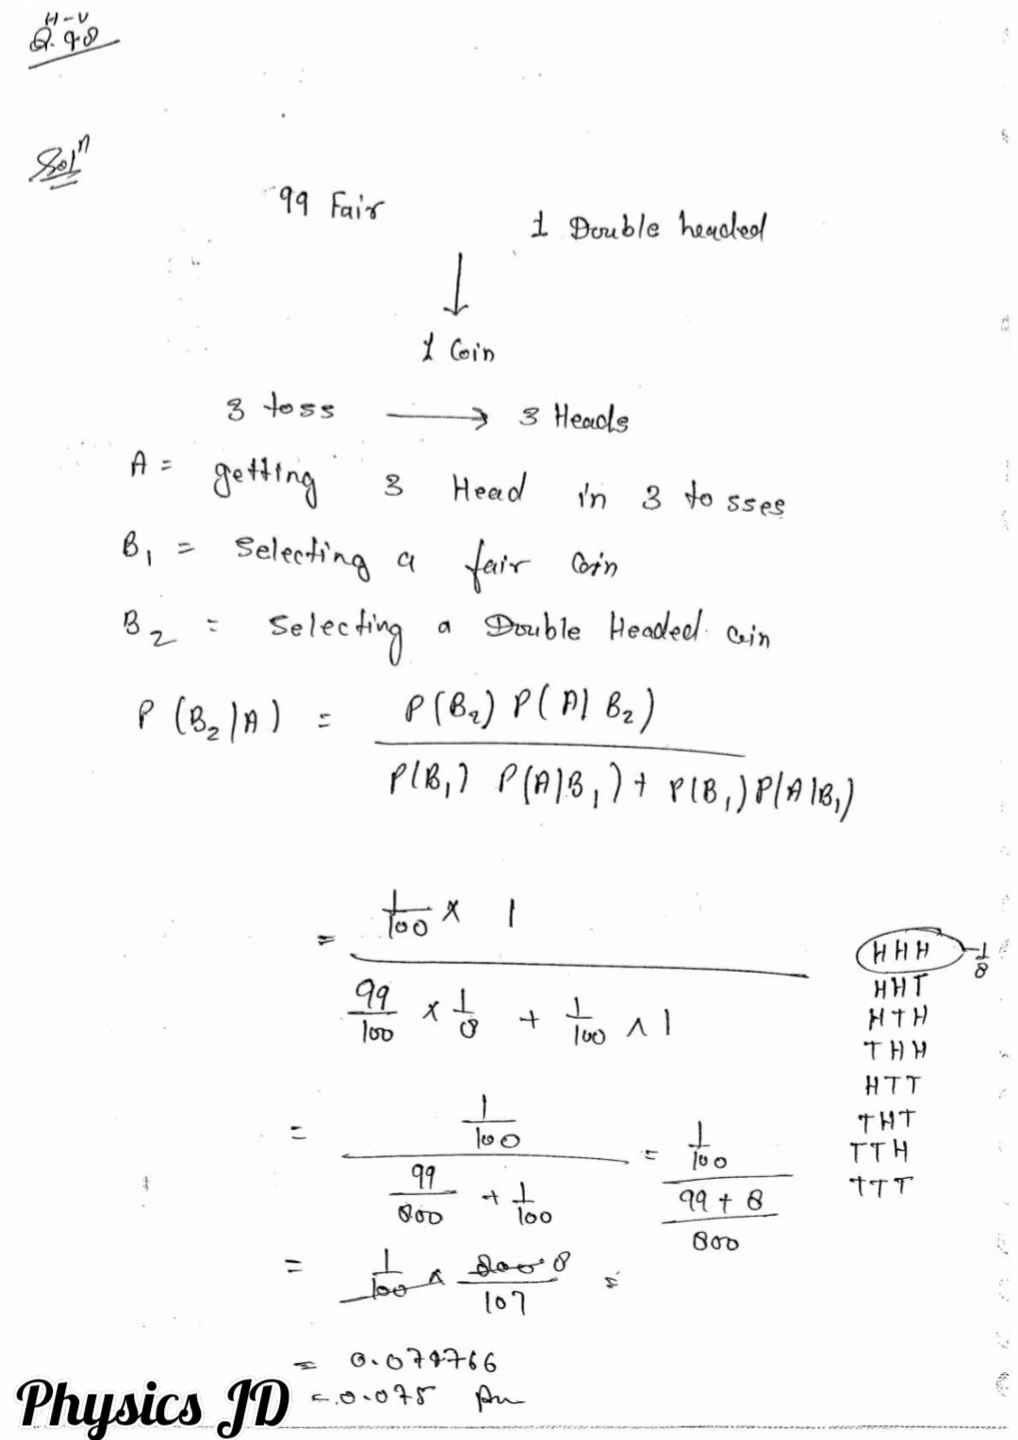 H-U
Q.98
Solⁿ
99 Fair
1 Double headed
↓
1 Coin
3 toss ⟶ 3 Heads
A = getting 3 Head in 3 tosses
B₁ = Selecting a fair coin
B₂ = Selecting a Double Headed coin
P(B₂|A) = P(B₂) P(A|B₂) / P(B₁) P(A|B₁) + P(B₁) P(A|B₁)
= 1/100 × 1 / 99/100 × 1/8 + 1/100 × 1
= 1/100 / 99/800 + 1/100 = 1/100 / 99 + 8 / 800
= 1/100 × 800 8 / 107 =
= 0.074766
= 0.075 Ans
HHH - 1/8
HHT
HTH
THH
HTT
THT
TTH
TTT
Physics JD